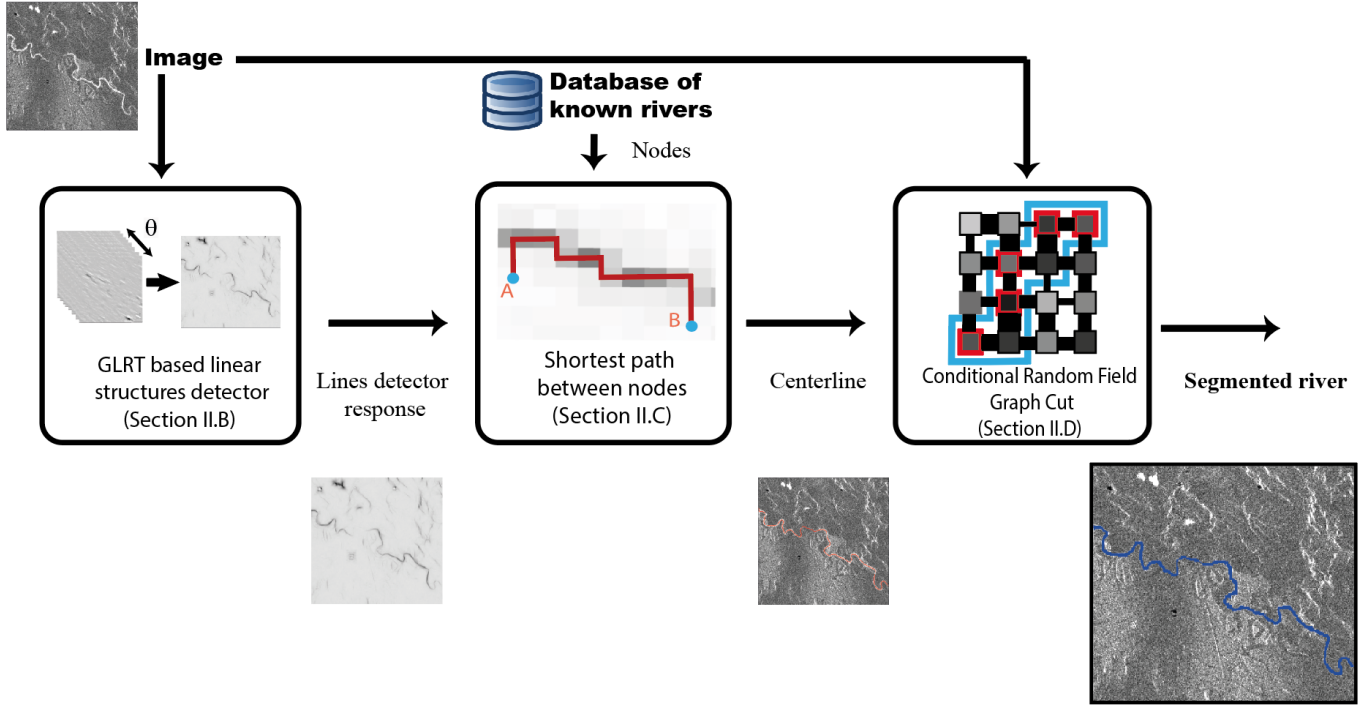 Image
Database of
known rivers
Nodes
θ
GLRT based linear
structures detector
(Section II.B)
Lines detector
response
A
B
Shortest path
between nodes
(Section II.C)
Centerline
Conditional Random Field
Graph Cut
(Section II.D)
Segmented river